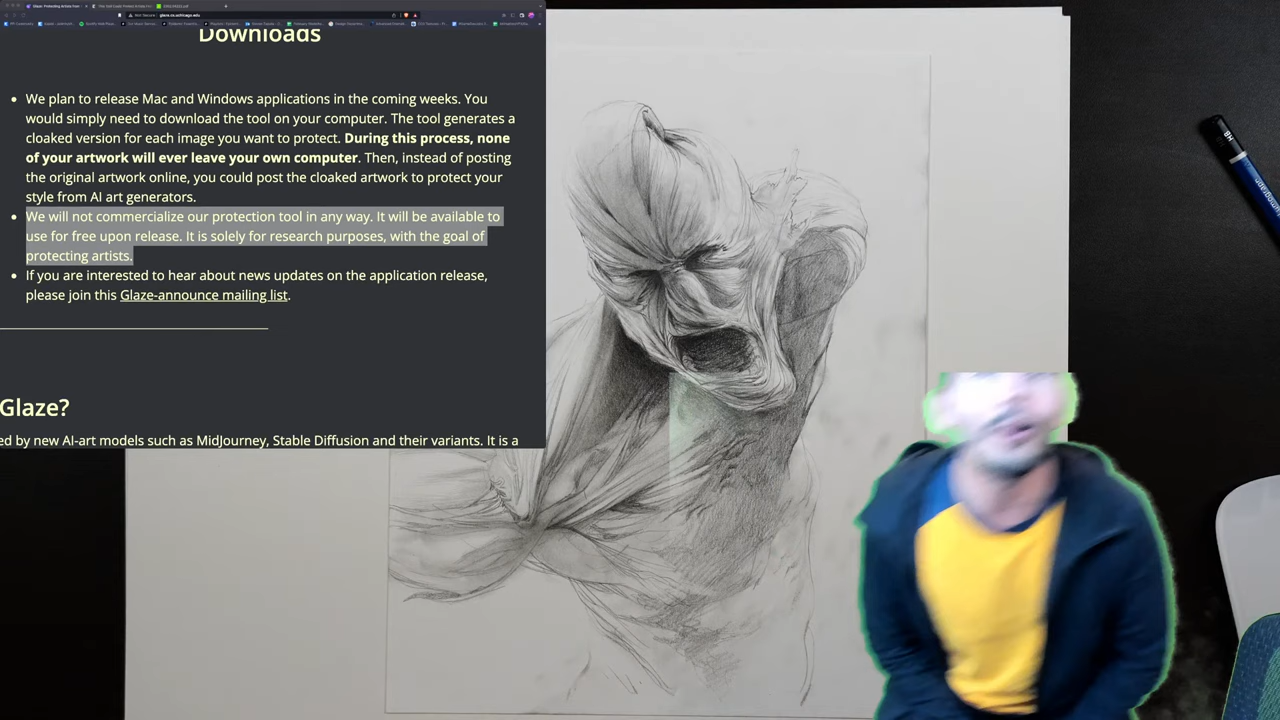 Downloads
We plan to release Mac and Windows applications in the coming weeks. You
would simply need to download the tool on your computer. The tool generates a
cloaked version for each image you want to protect. During this process, none
of your artwork will ever leave your own computer. Then, instead of posting
the original artwork online, you could post the cloaked artwork to protect your
style from AI art generators.
We will not commercialize our protection tool in any way. It will be available to
use for free upon release. It is solely for research purposes, with the goal of
protecting artists.
If you are interested to hear about news updates on the application release,
please join this Glaze-announce mailing list.
Glaze?
ed by new AI-art models such as MidJourney, Stable Diffusion and their variants. It is a
HB